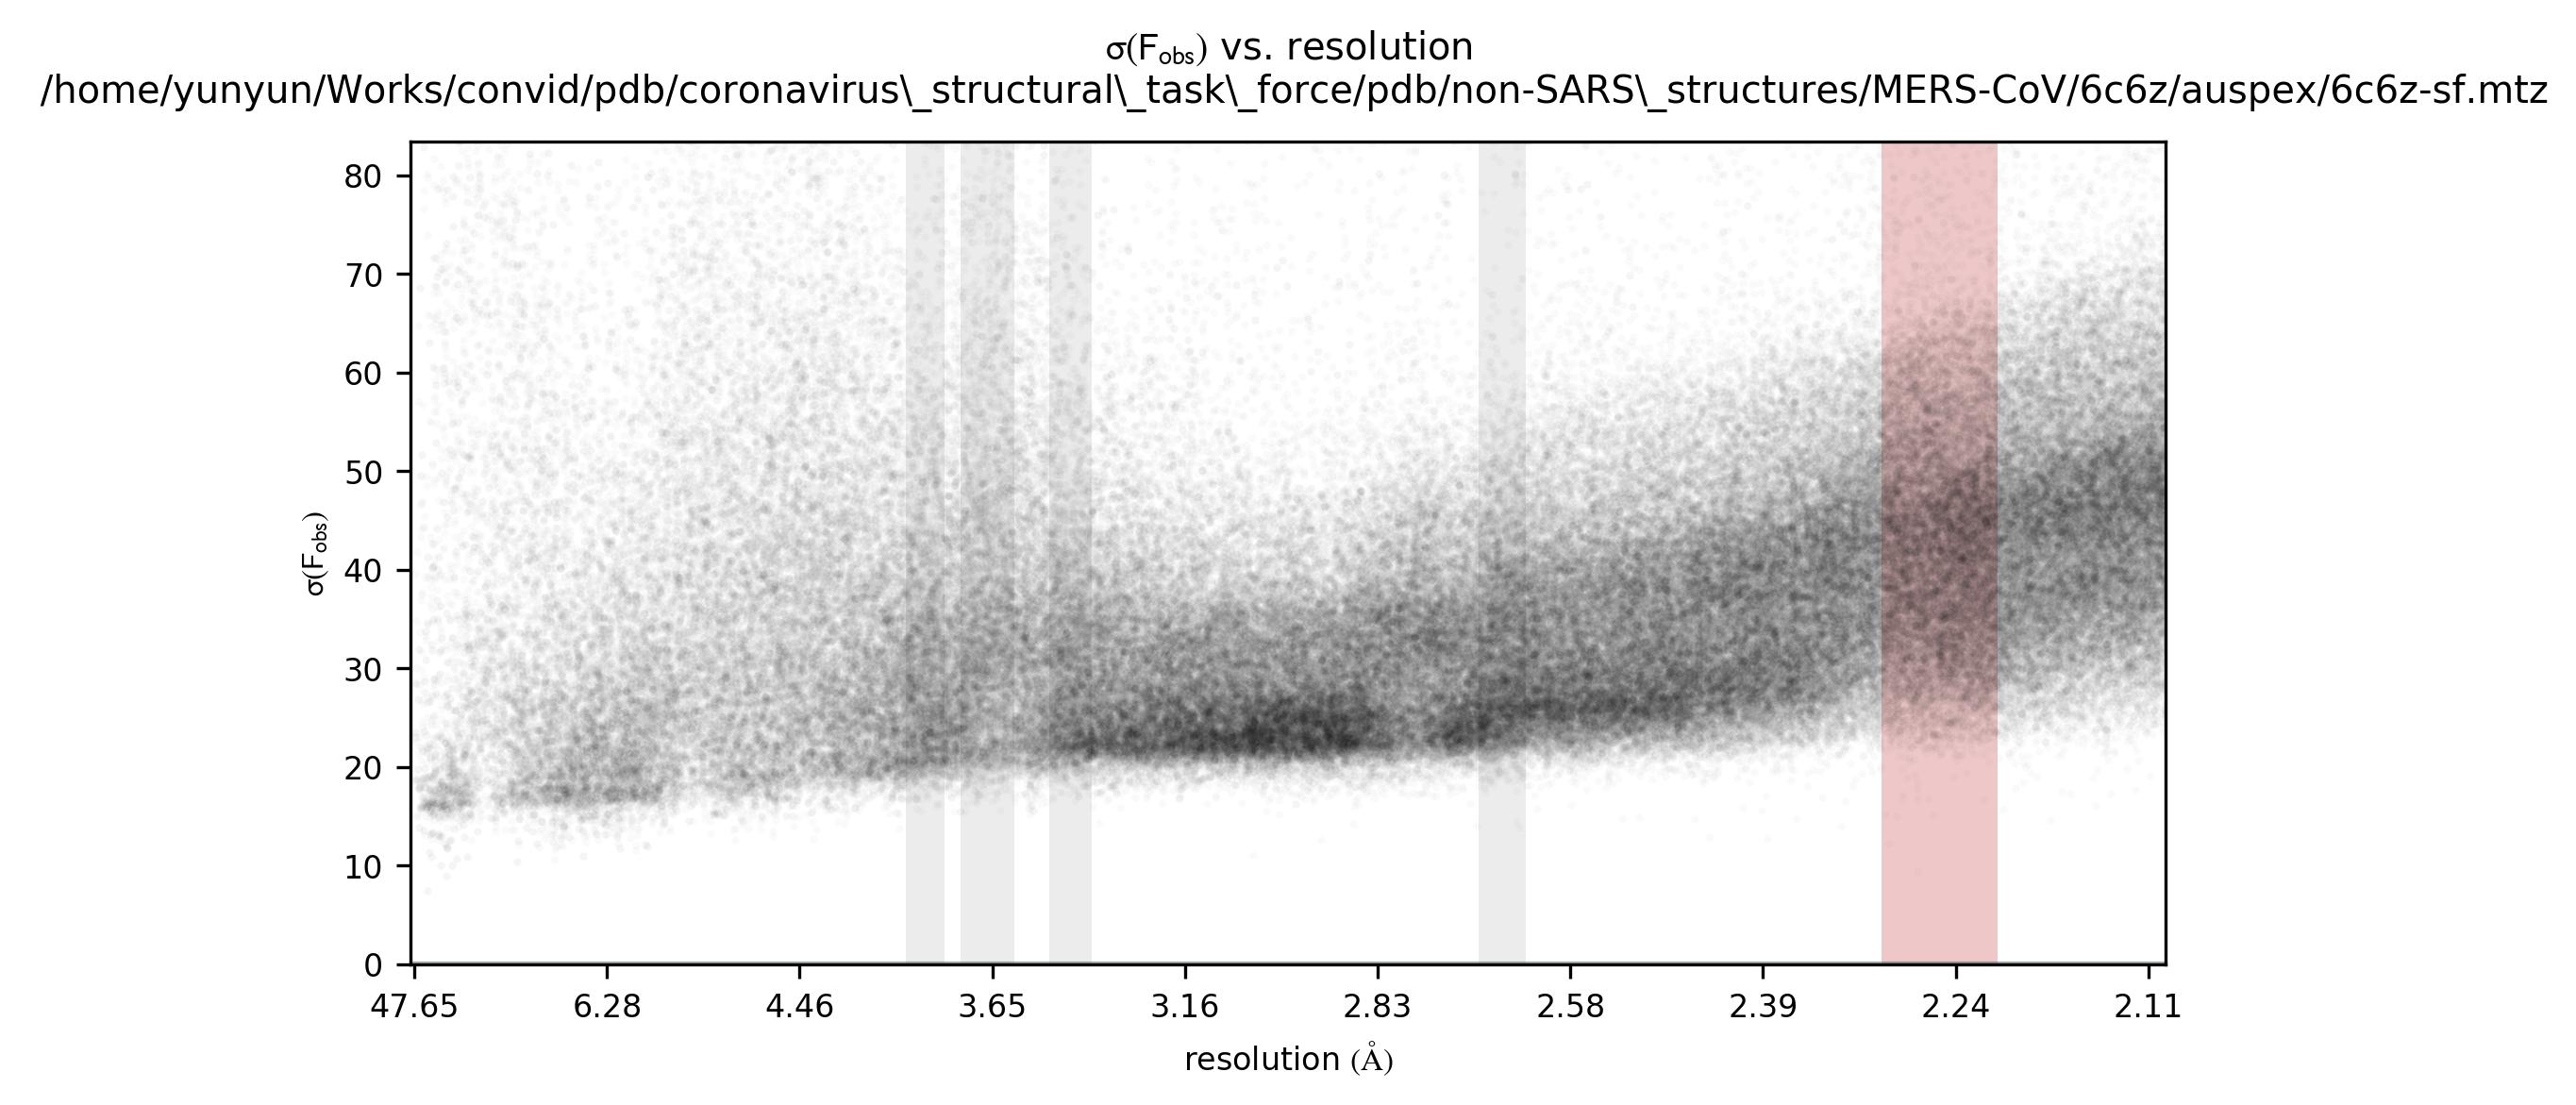 σ(Fobs) vs. resolution
/home/yunyun/Works/convid/pdb/coronavirus\_structural\_task\_force/pdb/non-SARS\_structures/MERS-CoV/6c6z/auspex/6c6z-sf.mtz
80
70
60
50
40
30
20
10
0
σ(Fobs)
47.65 6.28 4.46 3.65 3.16 2.83 2.58 2.39 2.24 2.11
resolution (Å)